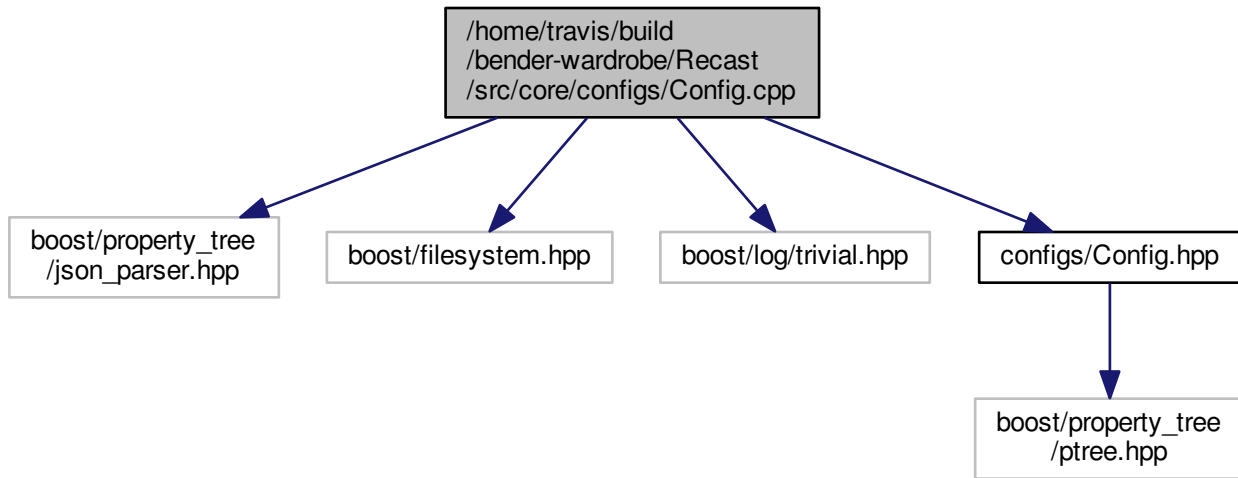 /home/travis/build
/bender-wardrobe/Recast
/src/core/configs/Config.cpp
boost/property_tree
/json_parser.hpp
boost/filesystem.hpp
boost/log/trivial.hpp
configs/Config.hpp
boost/property_tree
/ptree.hpp